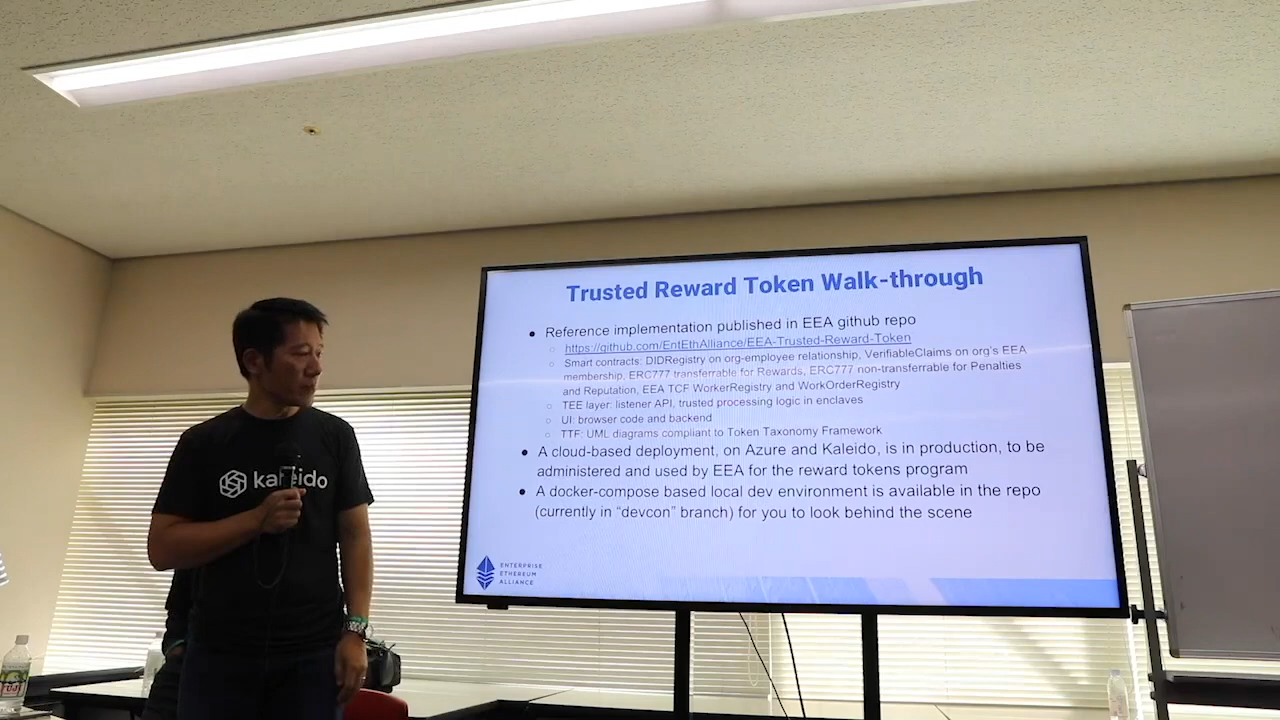 Trusted Reward Token Walk-through
● Reference implementation published in EEA github repo
○ https://github.com/EntEthAlliance/EEA-Trusted-Reward-Token
○ Smart contracts: DIDRegistry on org-employee relationship, VerifiableClaims on org's EEA
membership, ERC777 transferrable for Rewards, ERC777 non-transferrable for Penalties
and Reputation, EEA TCF WorkerRegistry and WorkOrderRegistry
○ TEE layer: listener API, trusted processing logic in enclaves
○ UI: browser code and backend
○ TTF: UML diagrams compliant to Token Taxonomy Framework
● A cloud-based deployment, on Azure and Kaleido, is in production, to be
administered and used by EEA for the reward tokens program
● A docker-compose based local dev environment is available in the repo
(currently in "devcon" branch) for you to look behind the scene
ENTERPRISE
ETHEREUM
ALLIANCE
kaleido